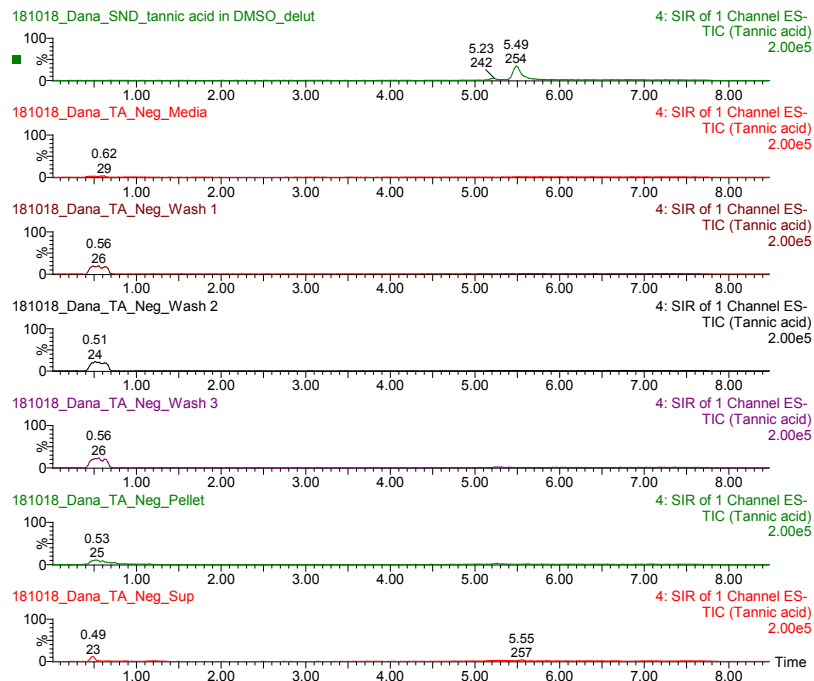 181018_Dana_SND_tannic acid in DMSO_delut
4: SIR of 1 Channel ES-
TIC (Tannic acid)
2.00e5
100
%
0
5.23
242
5.49
254
1.00 2.00 3.00 4.00 5.00 6.00 7.00 8.00
181018_Dana_TA_Neg_Media
4: SIR of 1 Channel ES-
TIC (Tannic acid)
2.00e5
100
%
0
0.62
29
1.00 2.00 3.00 4.00 5.00 6.00 7.00 8.00
181018_Dana_TA_Neg_Wash 1
4: SIR of 1 Channel ES-
TIC (Tannic acid)
2.00e5
100
%
0
0.56
26
1.00 2.00 3.00 4.00 5.00 6.00 7.00 8.00
181018_Dana_TA_Neg_Wash 2
4: SIR of 1 Channel ES-
TIC (Tannic acid)
2.00e5
100
%
0
0.51
24
1.00 2.00 3.00 4.00 5.00 6.00 7.00 8.00
181018_Dana_TA_Neg_Wash 3
4: SIR of 1 Channel ES-
TIC (Tannic acid)
2.00e5
100
%
0
0.56
26
1.00 2.00 3.00 4.00 5.00 6.00 7.00 8.00
181018_Dana_TA_Neg_Pellet
4: SIR of 1 Channel ES-
TIC (Tannic acid)
2.00e5
100
%
0
0.53
25
1.00 2.00 3.00 4.00 5.00 6.00 7.00 8.00
181018_Dana_TA_Neg_Sup
4: SIR of 1 Channel ES-
TIC (Tannic acid)
2.00e5
100
%
0
0.49
23
5.55
257
Time
1.00 2.00 3.00 4.00 5.00 6.00 7.00 8.00